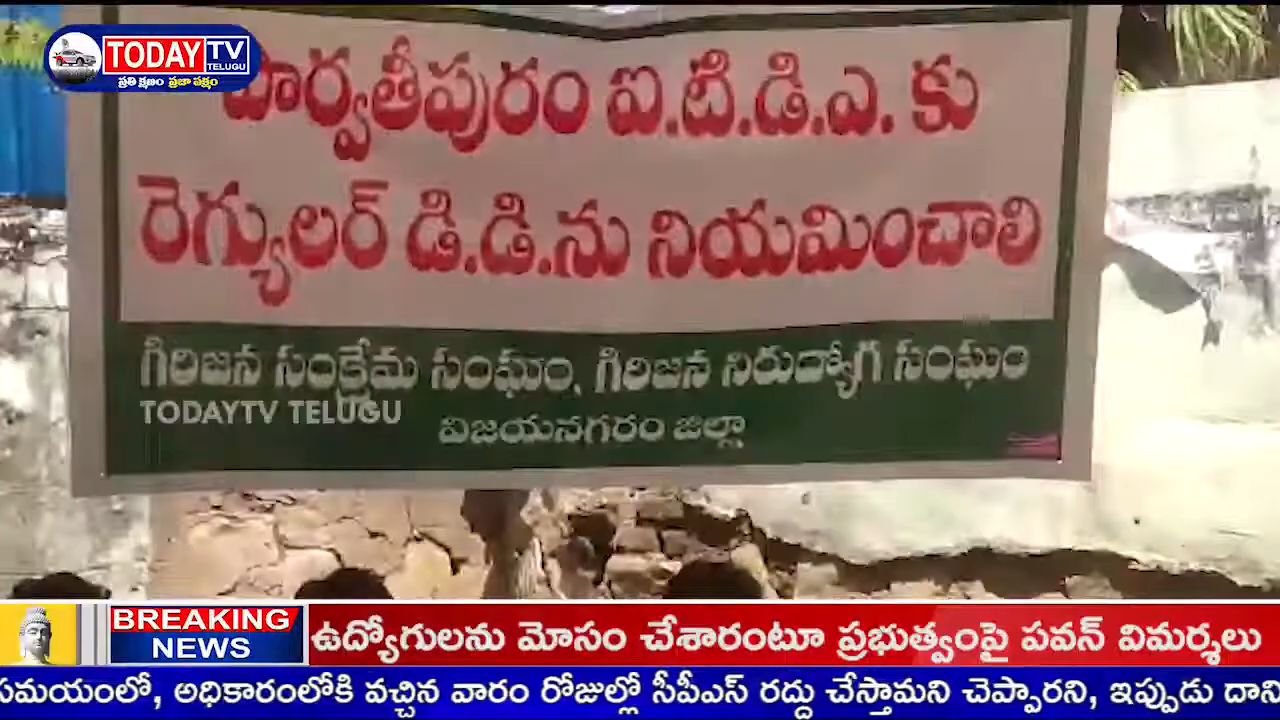 TODAY TV
TELUGU
ప్రతి క్షణం ప్రజా పక్షం
పార్వతీపురం ఐ.టి.డి.ఎ. కు
రెగ్యులర్ డి.డి.ను నియమించాలి
గిరిజన సంక్షేమ సంఘం, గిరిజన నిరుద్యోగ సంఘం
TODAYTV TELUGU
విజయనగరం జిల్లా
BREAKING
NEWS
ఉద్యోగులను మోసం చేశారంటూ ప్రభుత్వంపై పవన్ విమర్శలు
సమయంలో, అధికారంలోకి వచ్చిన వారం రోజుల్లో సీపీఎస్ రద్దు చేస్తామని చెప్పారని, ఇప్పుడు దాని